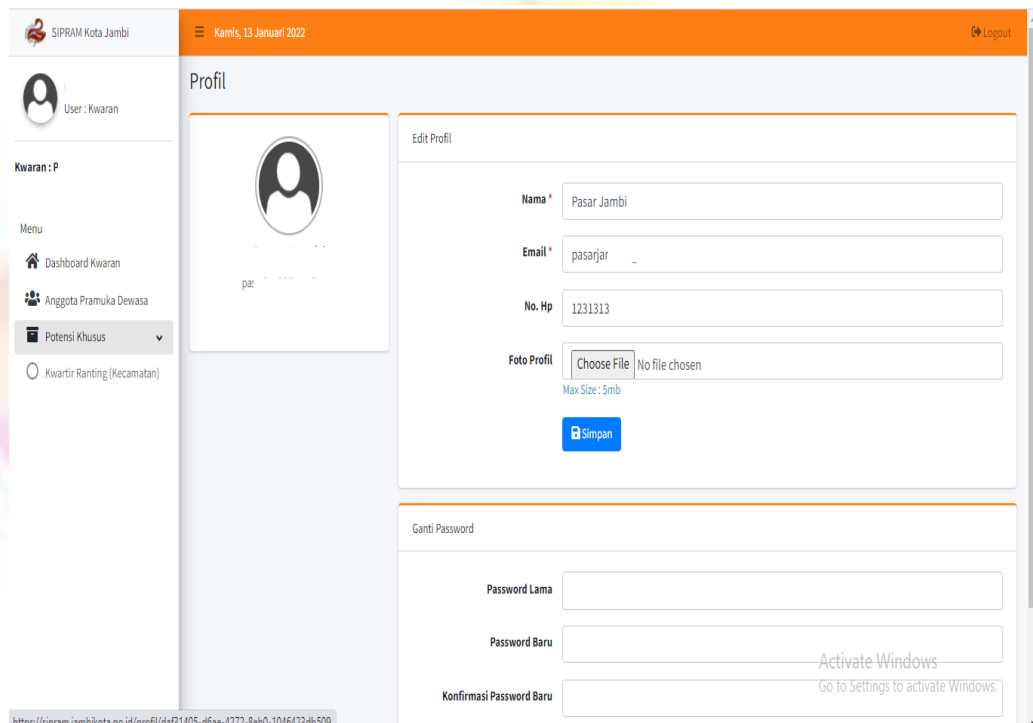 SIPRAM Kota Jambi
Kamis, 13 Januari 2022
Logout
User : Kwaran
Kwaran : P
Menu
Dashboard Kwaran
Anggota Pramuka Dewasa
Potensi Khusus
Kwartir Ranting (Kecamatan)
Profil
Edit Profil
Nama * Pasar Jambi
Email * pasarjar
No. Hp 1231313
Foto Profil Choose File No file chosen
Max Size : 5mb
Simpan
Ganti Password
Password Lama
Password Baru
Konfirmasi Password Baru
Activate Windows
Go to Settings to activate Windows.